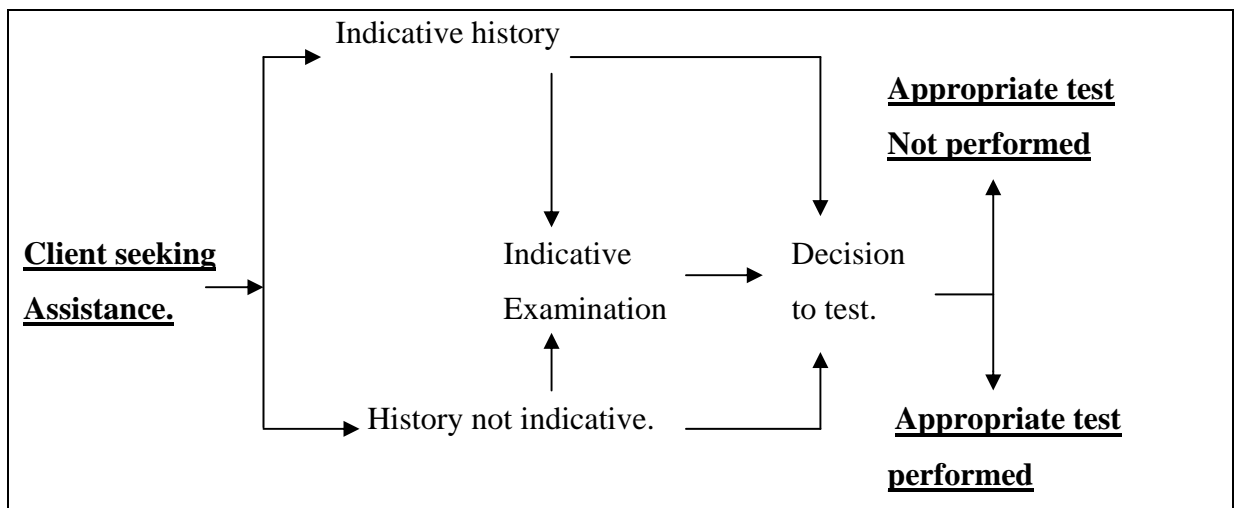 Indicative history
Appropriate test
Not performed
Client seeking
Assistance.
Indicative
Examination
Decision
to test.
History not indicative.
Appropriate test
performed